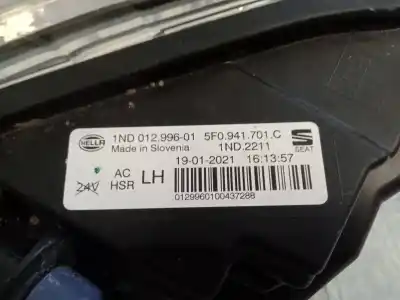 HELLA 1ND 012.996-01 5F0.941.701.C
Made in Slovenia 1ND.2211
SEAT
19-01-2021 16:13:57
24V AC HSR LH
0129960100437288